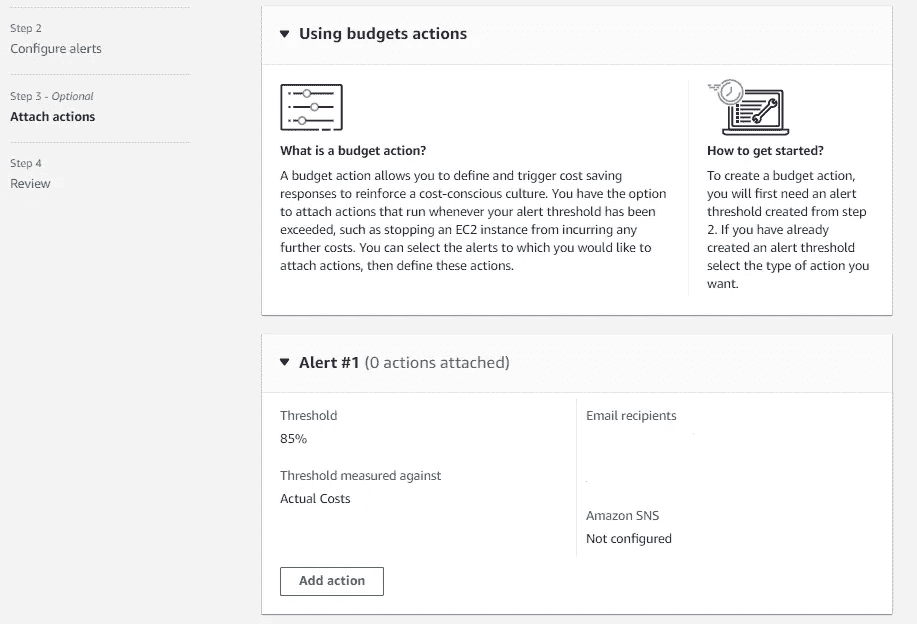 Step 2
Configure alerts
Step 3 - Optional
Attach actions
Step 4
Review
Using budgets actions
What is a budget action?
A budget action allows you to define and trigger cost saving
responses to reinforce a cost-conscious culture. You have the option
to attach actions that run whenever your alert threshold has been
exceeded, such as stopping an EC2 instance from incurring any
further costs. You can select the alerts to which you would like to
attach actions, then define these actions.
How to get started?
To create a budget action,
you will first need an alert
threshold created from step
2. If you have already
created an alert threshold
select the type of action you
want.
Alert #1 (0 actions attached)
Threshold
85%
Threshold measured against
Actual Costs
Email recipients
Amazon SNS
Not configured
Add action